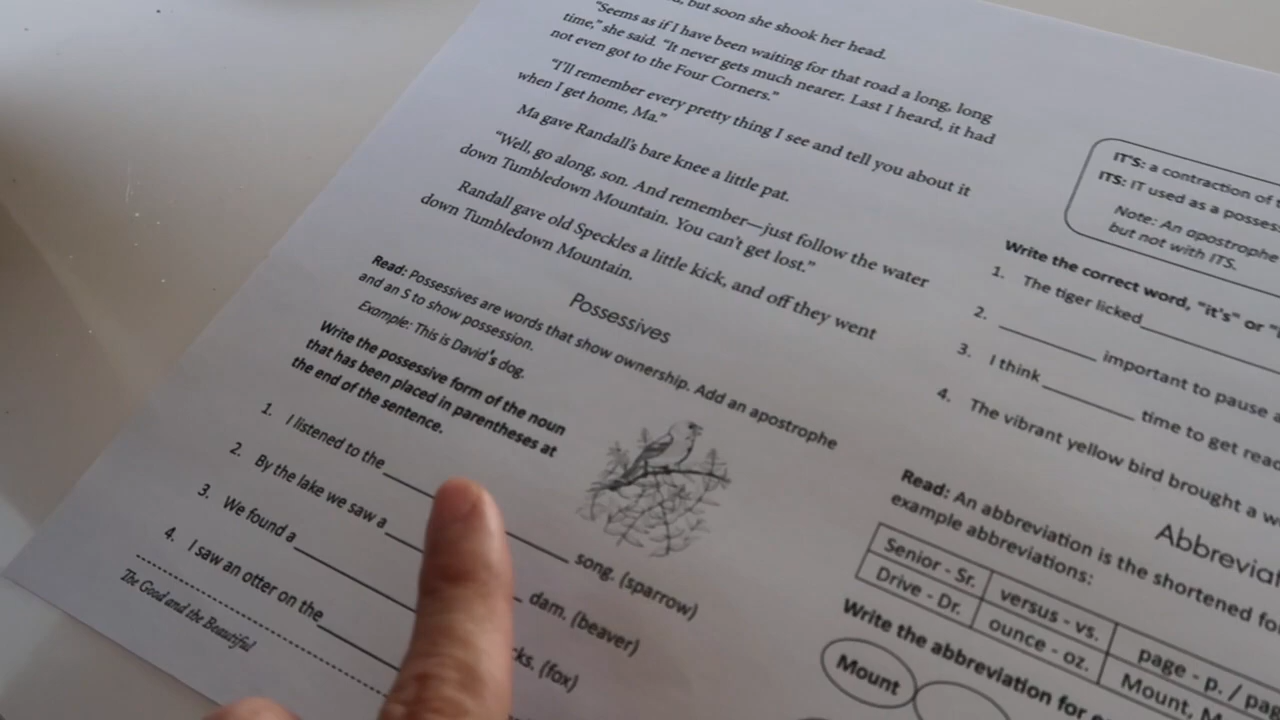 but soon she shook her head.
"Seems as if I have been waiting for that road a long, long
time," she said. "It never gets much nearer. Last I heard, it had
not even got to the Four Corners."
"I'll remember every pretty thing I see and tell you about it
when I get home, Ma."
Ma gave Randall's bare knee a little pat.
"Well, go along, son. And remember—just follow the water
down Tumbledown Mountain. You can't get lost."
Randall gave old Speckles a little kick, and off they went
down Tumbledown Mountain.
Possessives
Read: Possessives are words that show ownership. Add an apostrophe
and an S to show possession.
Example: This is David's dog.
Write the possessive form of the noun
that has been placed in parentheses at
the end of the sentence.
1. I listened to the song. (sparrow)
2. By the lake we saw a dam. (beaver)
3. We found a (fox)
4. I saw an otter on the
The Good and the Beautiful
IT'S: a contraction of
ITS: IT used as a
Note: An apostrophe
but not with ITS.
Write the correct word, "it's" or
1. The tiger licked
2. important to pause a
3. I think time to get
4. The vibrant yellow bird brought a
Read: An abbreviation is the shortened
example abbreviations:
Senior - Sr. versus - vs. page - p. /
Drive - Dr. ounce - oz. Mount,
Write the abbreviation for
Mount